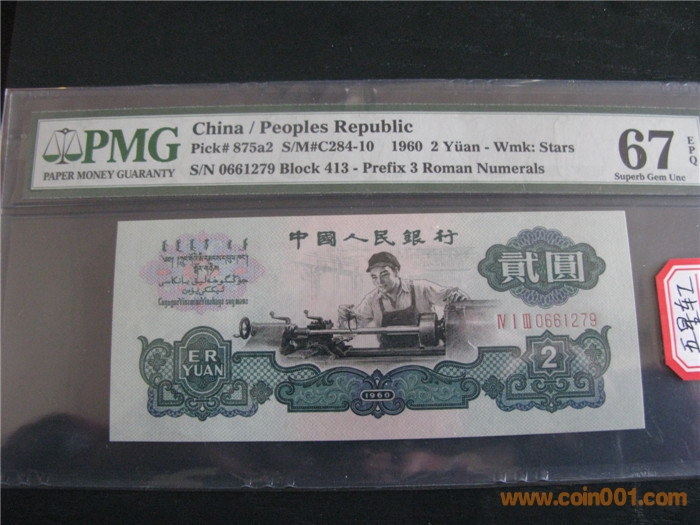 PMG
PAPER MONEY GUARANTY
China / Peoples Republic
Pick# 875a2 S/M#C284-10 1960 2 Yüan - Wmk: Stars
S/N 0661279 Block 413 - Prefix 3 Roman Numerals
67
EPQ
Superb Gem Unc
中國人民銀行
貳圓
Ⅳ Ⅰ Ⅲ 0661279
ER
YUAN
1960
2
www.coin001.com